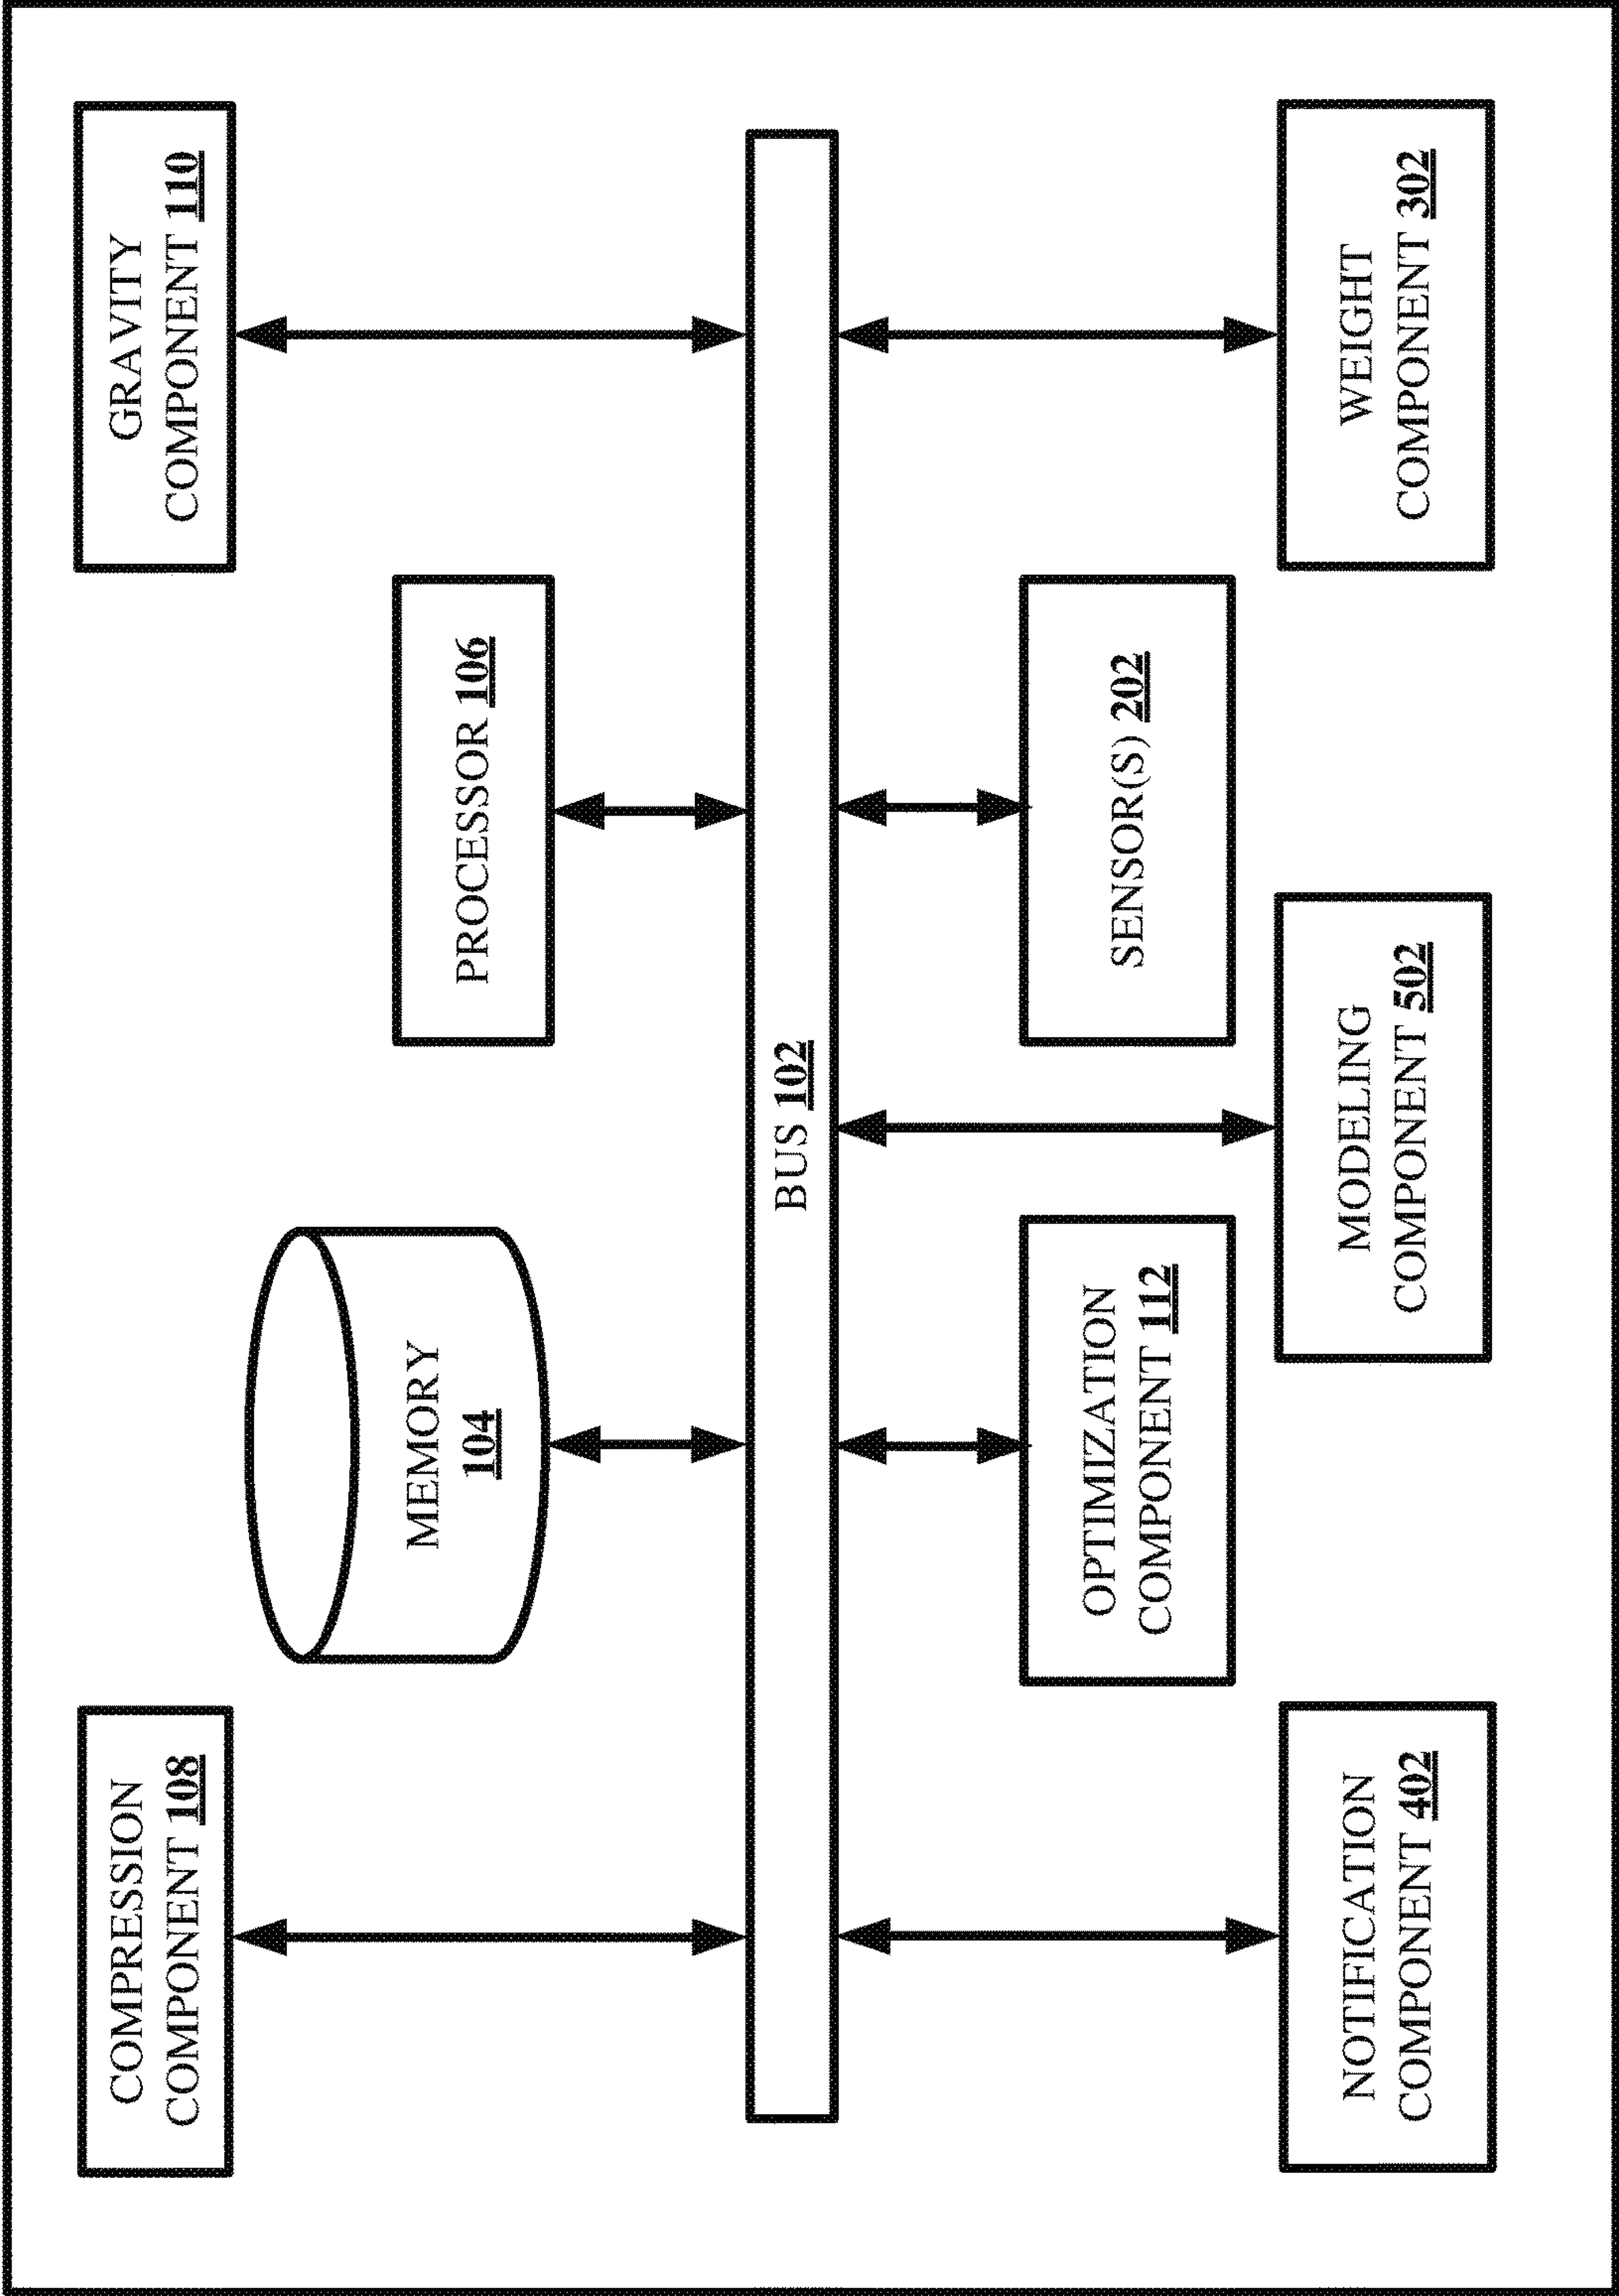 COMPRESSION
COMPONENT 108
MEMORY
104
PROCESSOR 106
GRAVITY
COMPONENT 110
BUS 102
NOTIFICATION
COMPONENT 402
OPTIMIZATION
COMPONENT 112
MODELING
COMPONENT 502
SENSOR(S) 202
WEIGHT
COMPONENT 302